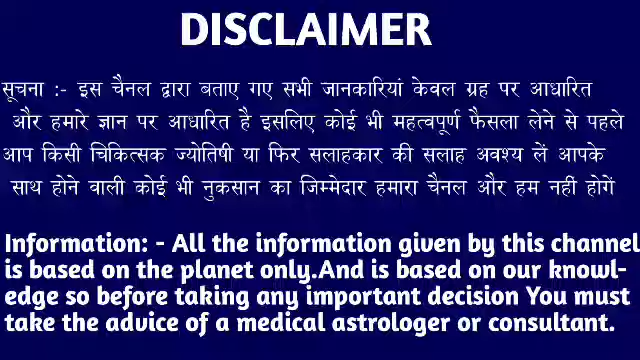 DISCLAIMER
सूचना :- इस चैनल द्वारा बताए गए सभी जानकारियां केवल ग्रह पर आधारित
और हमारे ज्ञान पर आधारित है इसलिए कोई भी महत्वपूर्ण फैसला लेने से पहले
आप किसी चिकित्सक ज्योतिषी या फिर सलाहकार की सलाह अवश्य लें आपके
साथ होने वाली कोई भी नुकसान का जिम्मेदार हमारा चैनल और हम नहीं होगें
Information: - All the information given by this channel
is based on the planet only.And is based on our knowl-
edge so before taking any important decision You must
take the advice of a medical astrologer or consultant.